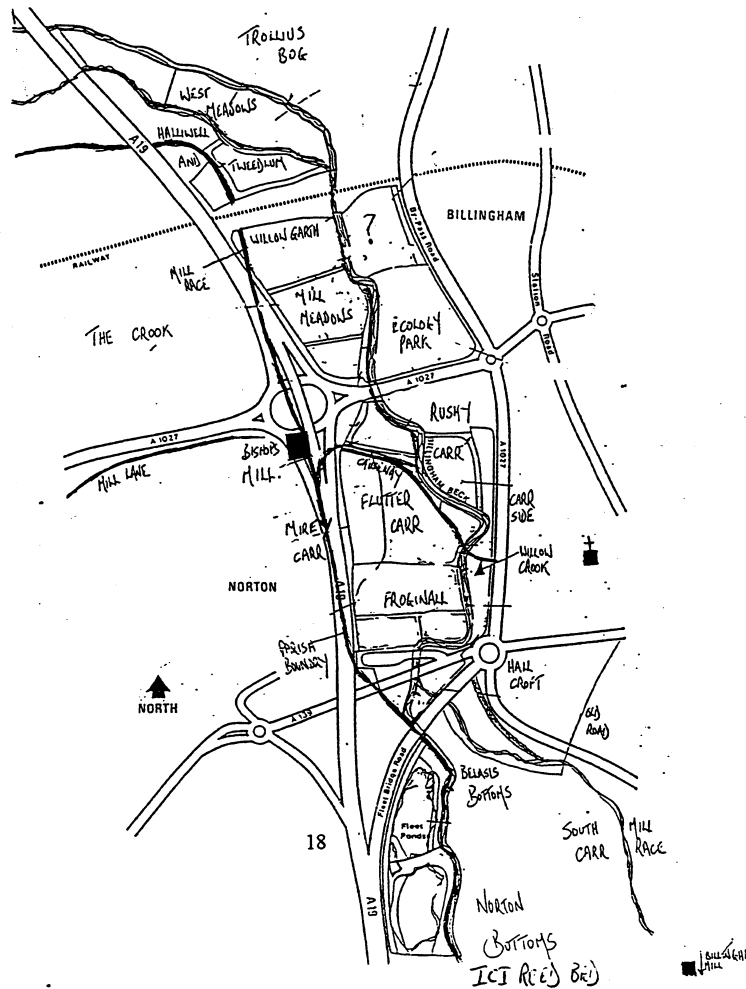 TROLLIUS
BOG
WEST
MEADOWS
A19
HALLIWELL
AND
TWEEDLUM
BILLINGHAM
By-Pass Road
?
WILLOW GARTH
RAILWAY
MILL
RACE
Station
Road
MILL
MEADOWS
THE CROOK
ECOLOGY
PARK
A 1027
RUSHY
CARR
A 1027
BISHOPS
MILL.
A 1027
MILL LANE
BECK
FLUTTER
CARR
CARR
SIDE
MIREY
CARR
WILLOW
CROOK
NORTON
A19
FROGINALL
PARISH
BOUNDARY
HALL
CROFT
NORTH
A 139
OLD
ROAD
Fleet Bridge Road
BELASIS
BOTTOMS
Fleet
Ponds
18
SOUTH
CARR
MILL
RACE
A19
NORTON
BOTTOMS
ICI REED BED
MILL